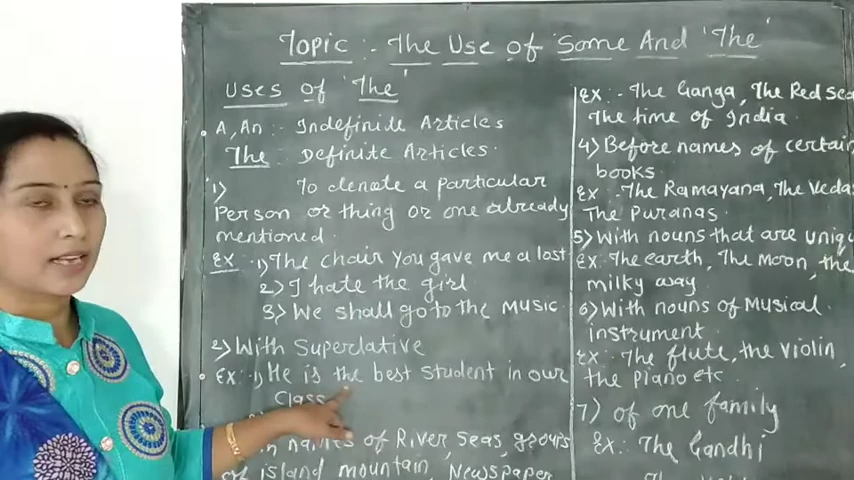 Topic :- The Use of 'Some And 'The'
Uses of 'The'
A, An :- Indefinite Articles
The :- Definite Articles.
1) To denote a particular
Person or thing or one already
mentioned.
Ex :- 1) The chair you gave me a lost
2) I hate the girl
3) We shall go to the Music.
2) With Superlative
Ex :- 1) He is the best student in our
Class
names of River, Seas, groups
of island mountain, Newspaper
Ex :- The Ganga, The Red Sea
The time of India.
4) Before names of certain
books.
Ex :- The Ramayana, The Vedas
The Puranas.
5) With nouns that are uniq
Ex :- The earth, The Moon, the
milky way
6) With nouns of Musical
instrument.
Ex :- The flute, the Violin,
the Piano etc
7) of one family
Ex :- The Gandhi
The